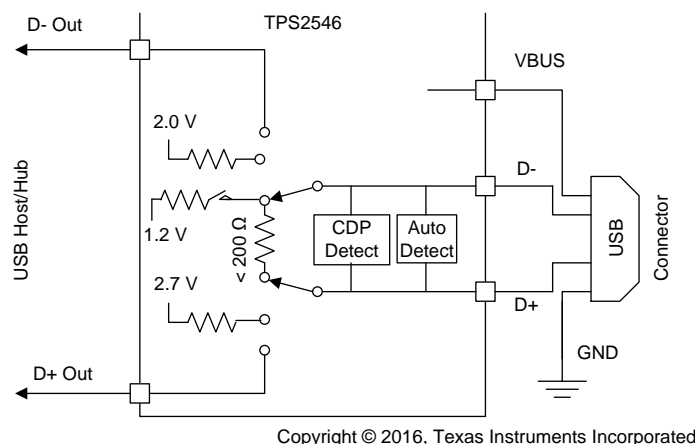 D- Out
TPS2546
VBUS
2.0 V
D-
USB Host/Hub
1.2 V
< 200 Ω
CDP
Detect
Auto
Detect
USB
Connector
2.7 V
D+
GND
D+ Out
Copyright © 2016, Texas Instruments Incorporated